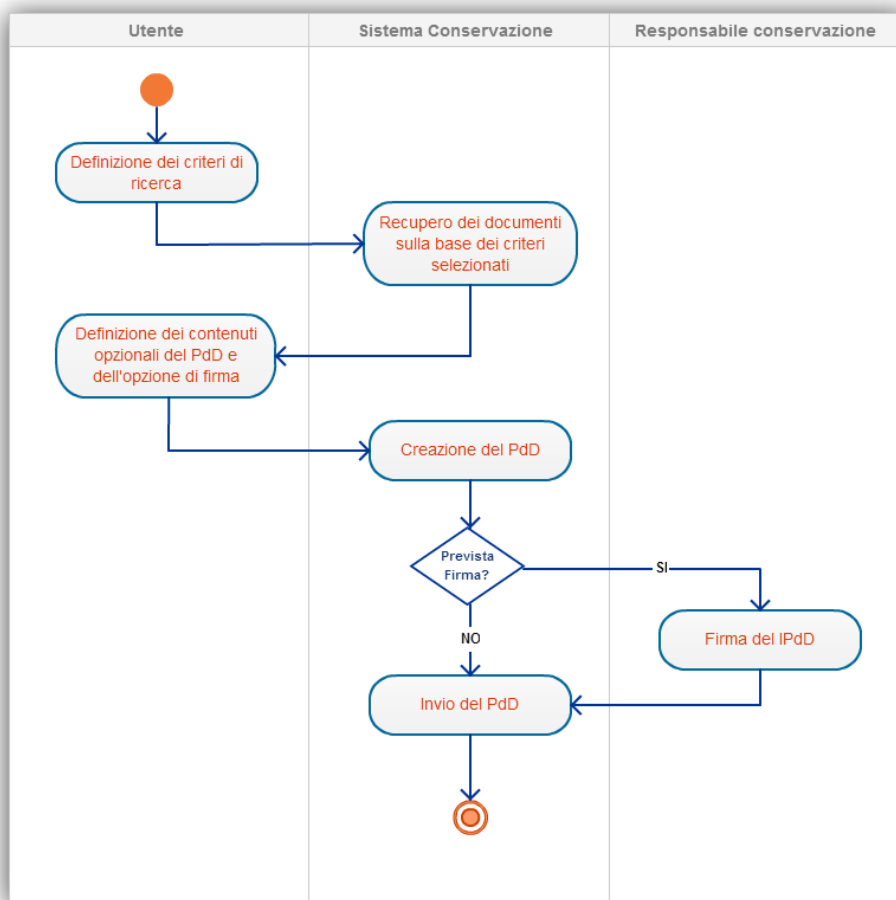 Utente
Sistema Conservazione
Responsabile conservazione
Definizione dei criteri di
ricerca
Recupero dei documenti
sulla base dei criteri
selezionati
Definizione dei contenuti
opzionali del PdD e
dell'opzione di firma
Creazione del PdD
Prevista
Firma?
SI
NO
Firma del IPdD
Invio del PdD